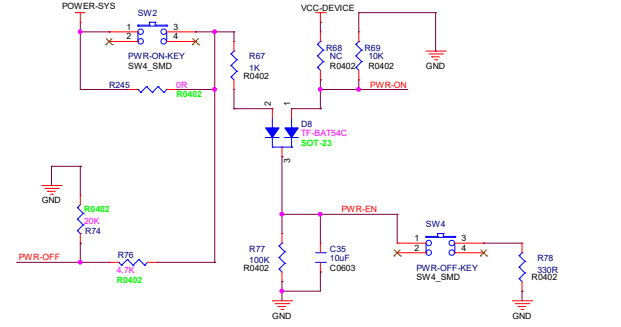 POWER-SYS
SW2
1
2
3
4
PWR-ON-KEY
SW4_SMD
R245
0R
R0402
R67
1K
R0402
VCC-DEVICE
R68
NC
R0402
R69
10K
R0402
GND
PWR-ON
2
1
D8
TF-BAT54C
SOT-23
3
GND
R0402
20K
R74
PWR-OFF
R76
4.7K
R0402
PWR-EN
R77
100K
R0402
C35
10uF
C0603
GND
SW4
1
2
3
4
PWR-OFF-KEY
SW4_SMD
R78
330R
R0402
GND